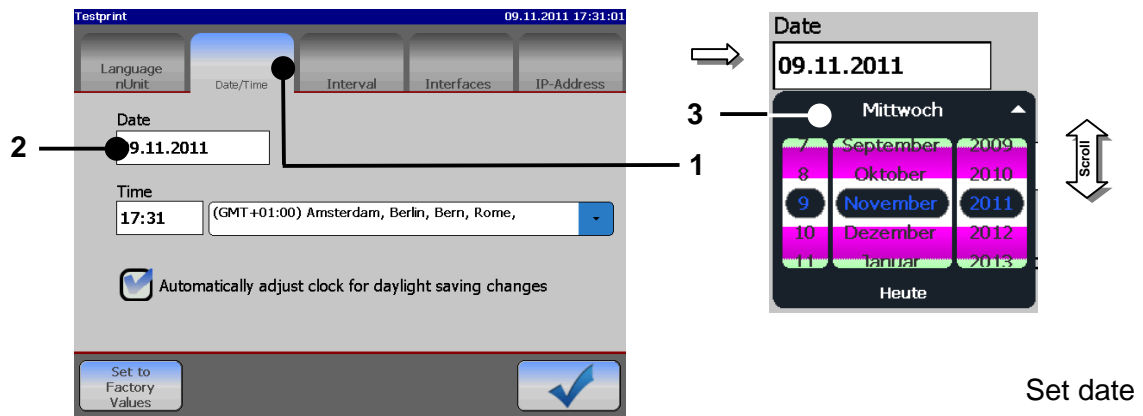 Testprint 09.11.2011 17:31:01
Language
nUnit
Date/Time
Interval
Interfaces
IP-Address
Date
09.11.2011
Time
17:31
(GMT+01:00) Amsterdam, Berlin, Bern, Rome,
Automatically adjust clock for daylight saving changes
Set to
Factory
Values
2
1
Date
09.11.2011
3
Mittwoch
7 September 2009
8 Oktober 2010
9 November 2011
10 Dezember 2012
11 Januar 2013
Heute
Scroll
Set date